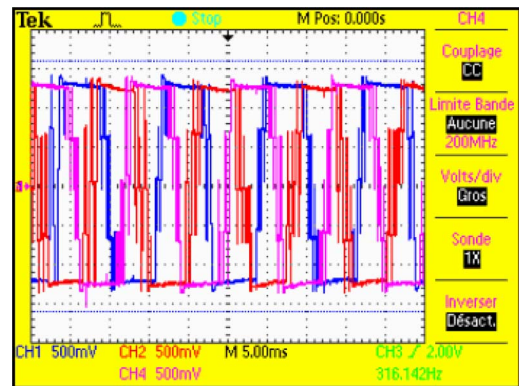 Tek Stop M Pos: 0.000s CH4
Couplage
CC
Limite Bande
Aucune
200MHz
Volts/div
Gros
Sonde
1X
Inverser
Désact.
CH1 500mV CH2 500mV M 5.00ms CH3 2.00V
CH4 500mV 316.142Hz